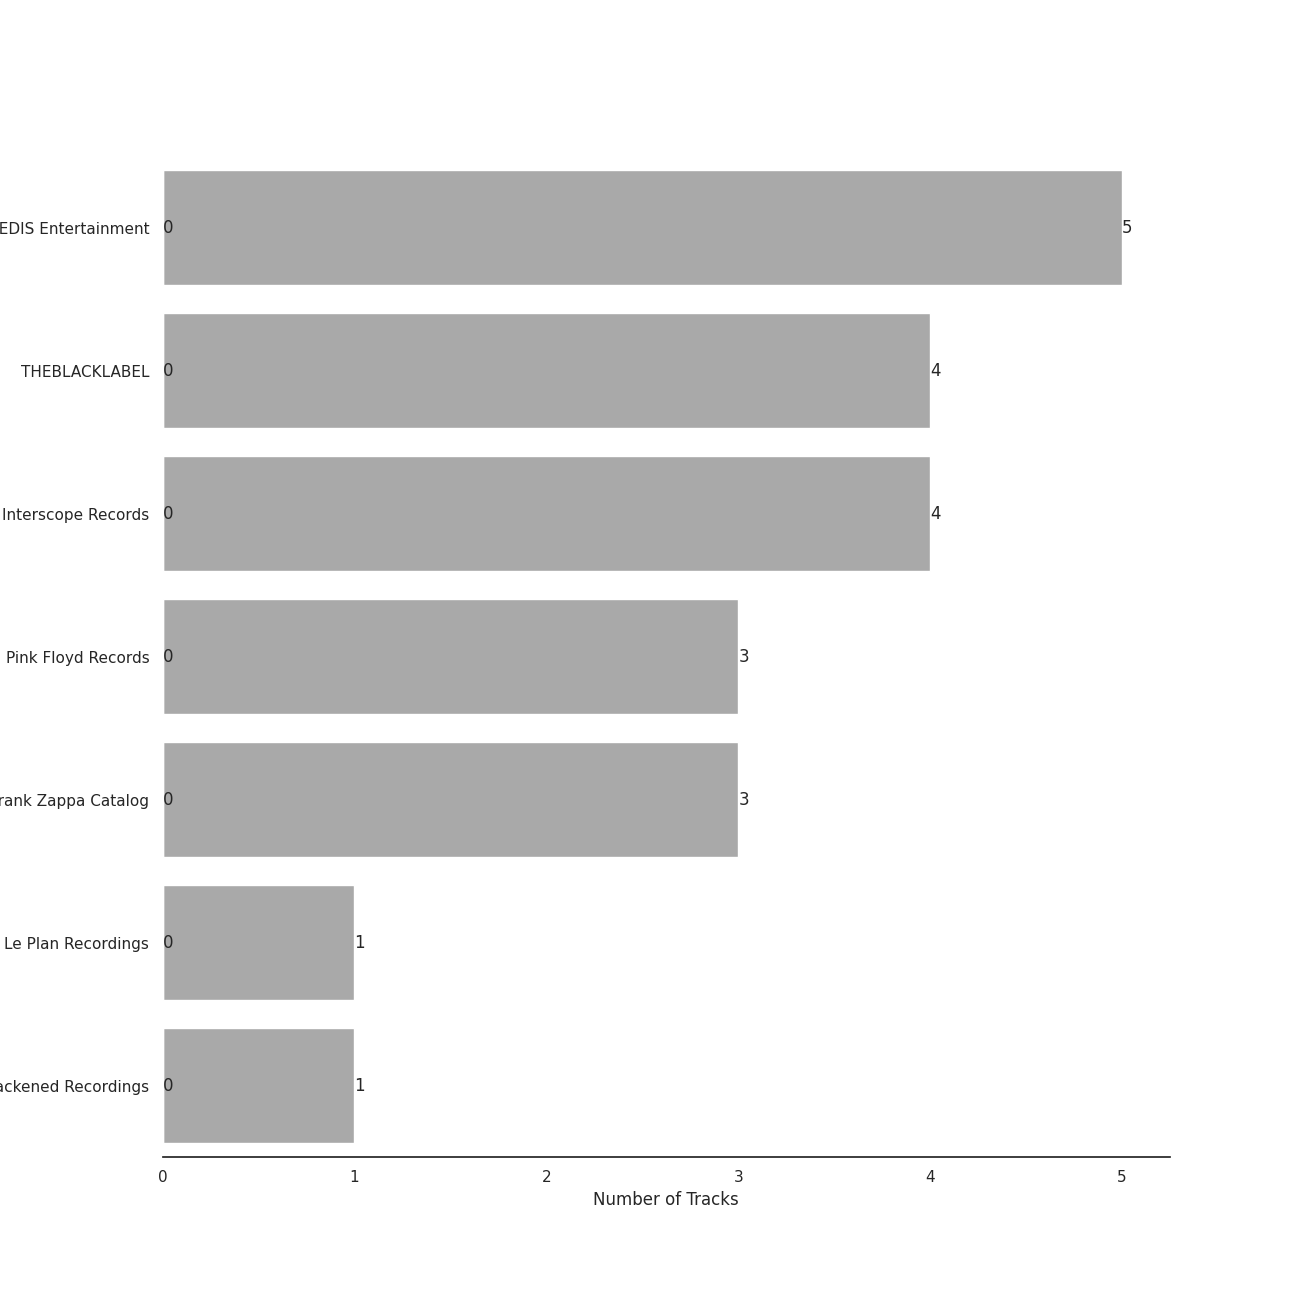 EDIS Entertainment 0 5
THEBLACKLABEL 0 4
Interscope Records 0 4
Pink Floyd Records 0 3
rank Zappa Catalog 0 3
Le Plan Recordings 0 1
ackened Recordings 0 1
0 1 2 3 4 5
Number of Tracks